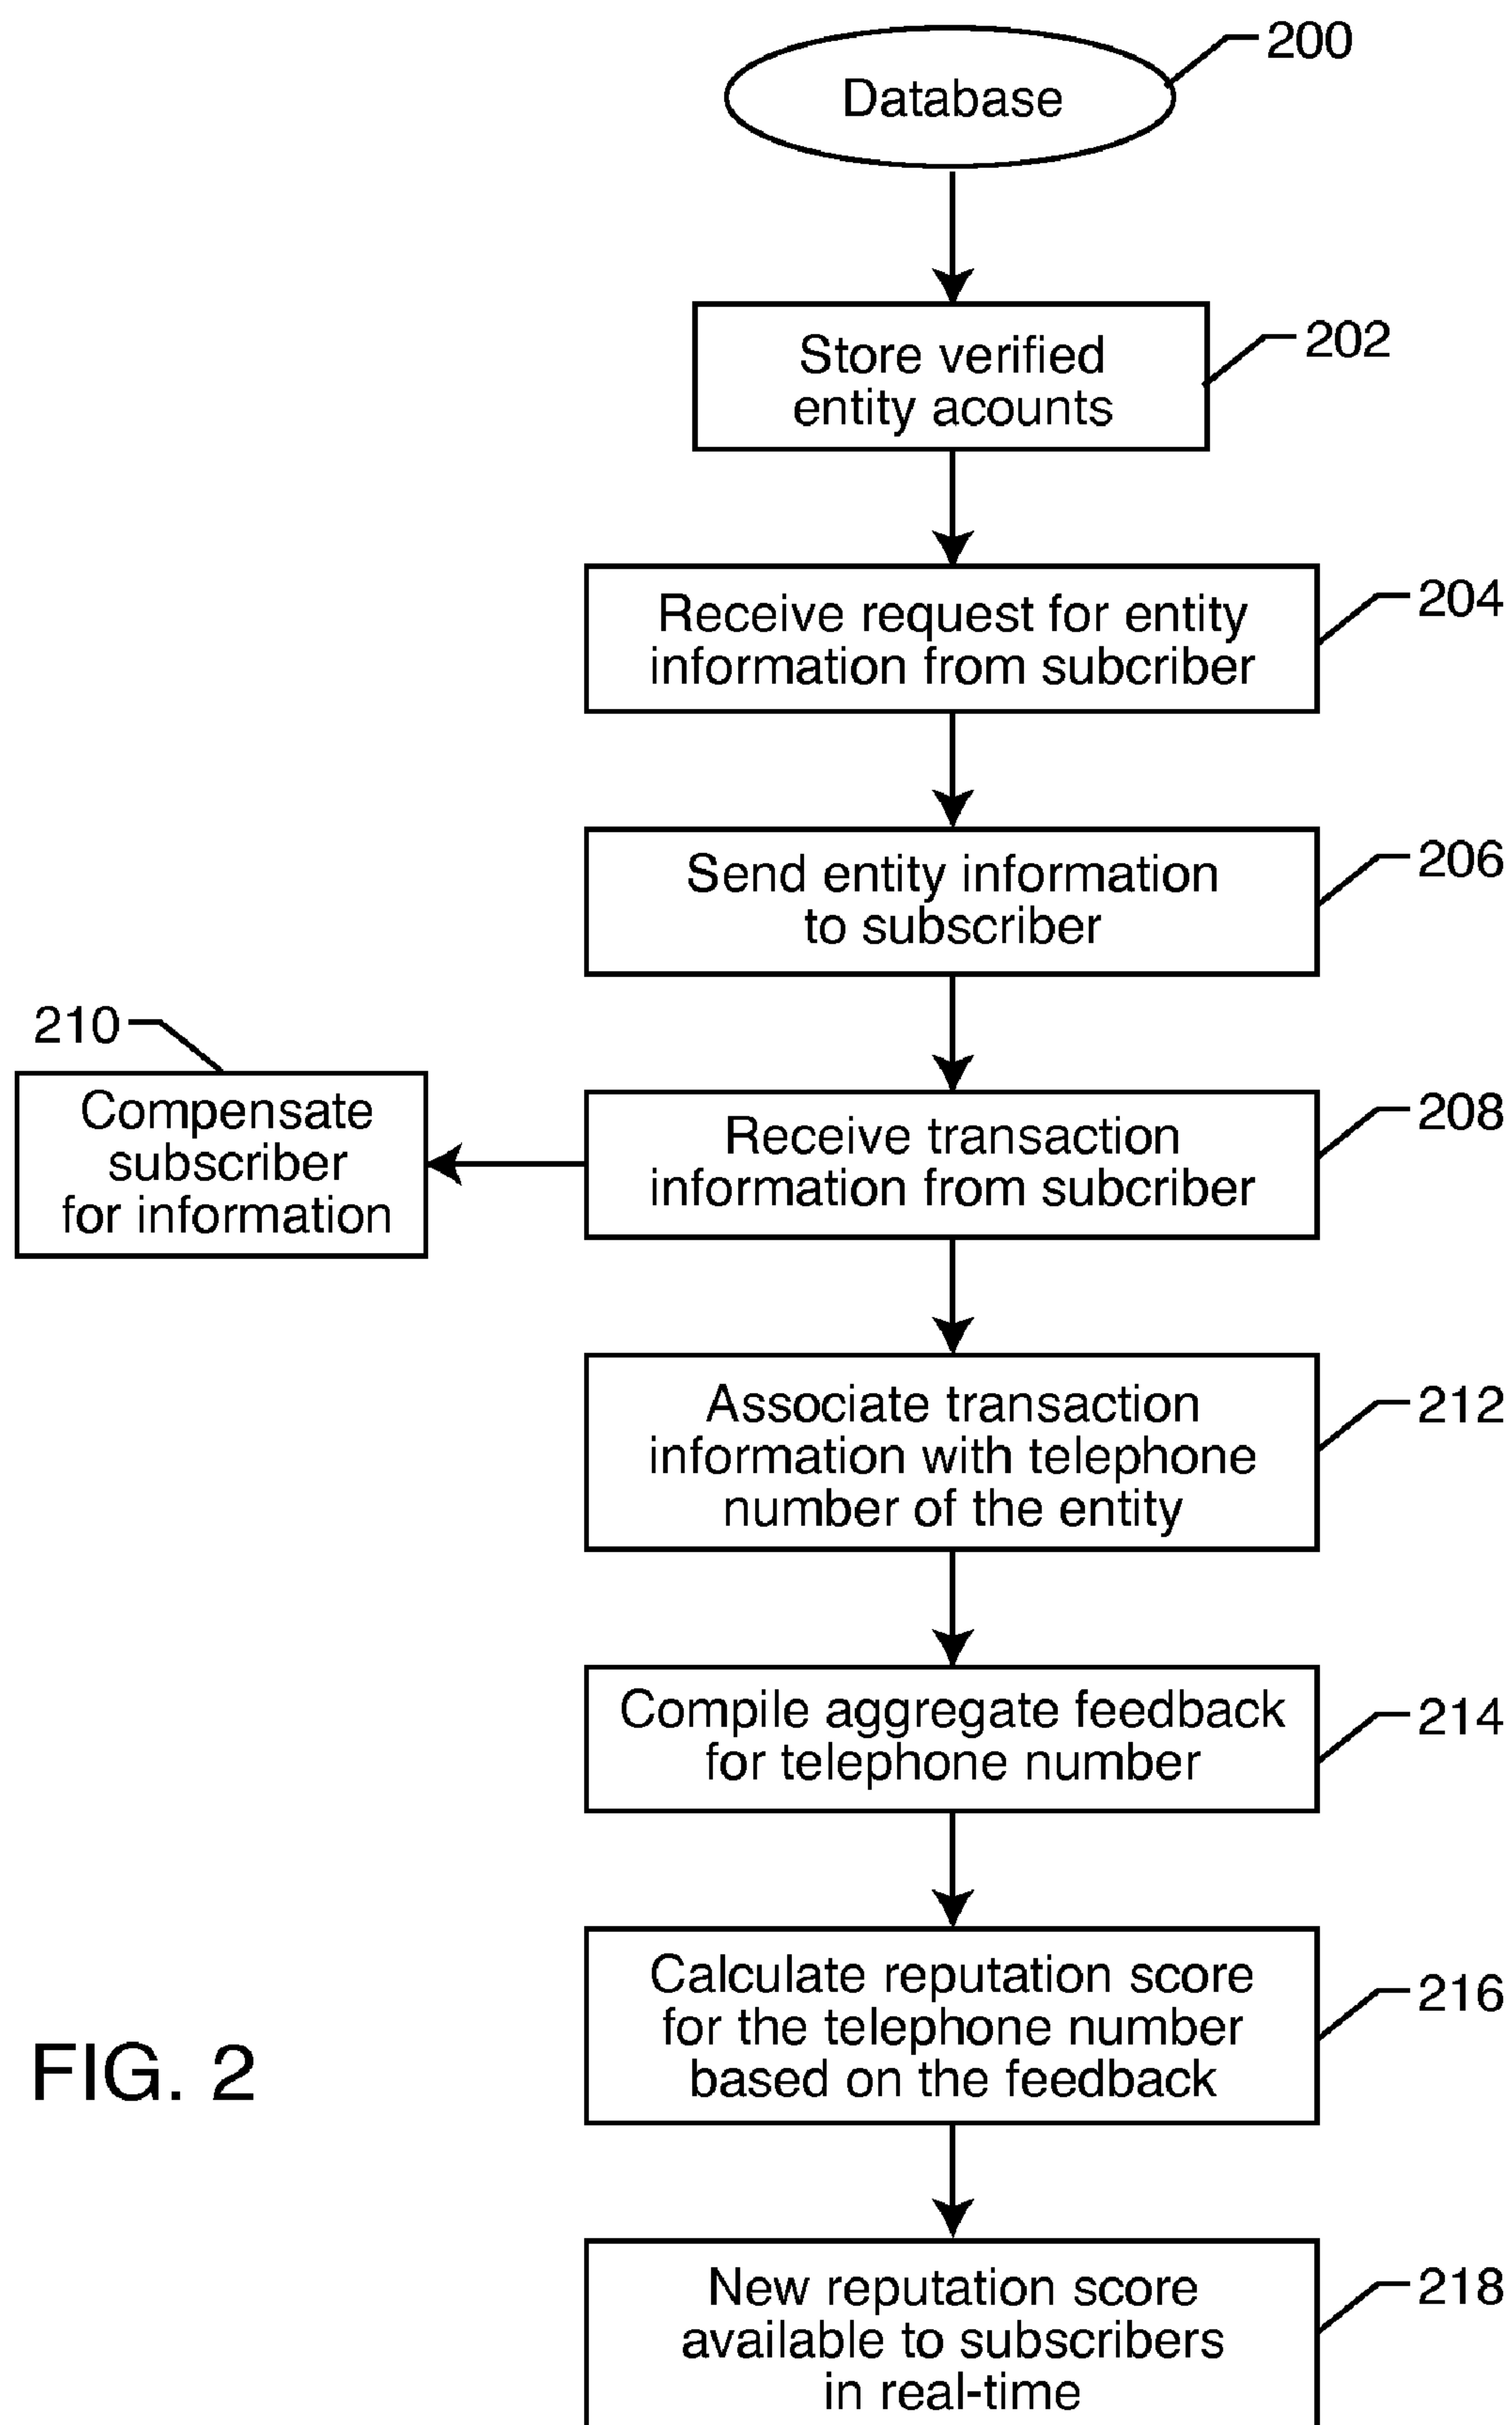 200
Database
202
Store verified
entity acounts
204
Receive request for entity
information from subcriber
206
Send entity information
to subscriber
210
Compensate
subscriber
for information
208
Receive transaction
information from subcriber
212
Associate transaction
information with telephone
number of the entity
214
Compile aggregate feedback
for telephone number
216
Calculate reputation score
for the telephone number
based on the feedback
FIG. 2
218
New reputation score
available to subscribers
in real-time